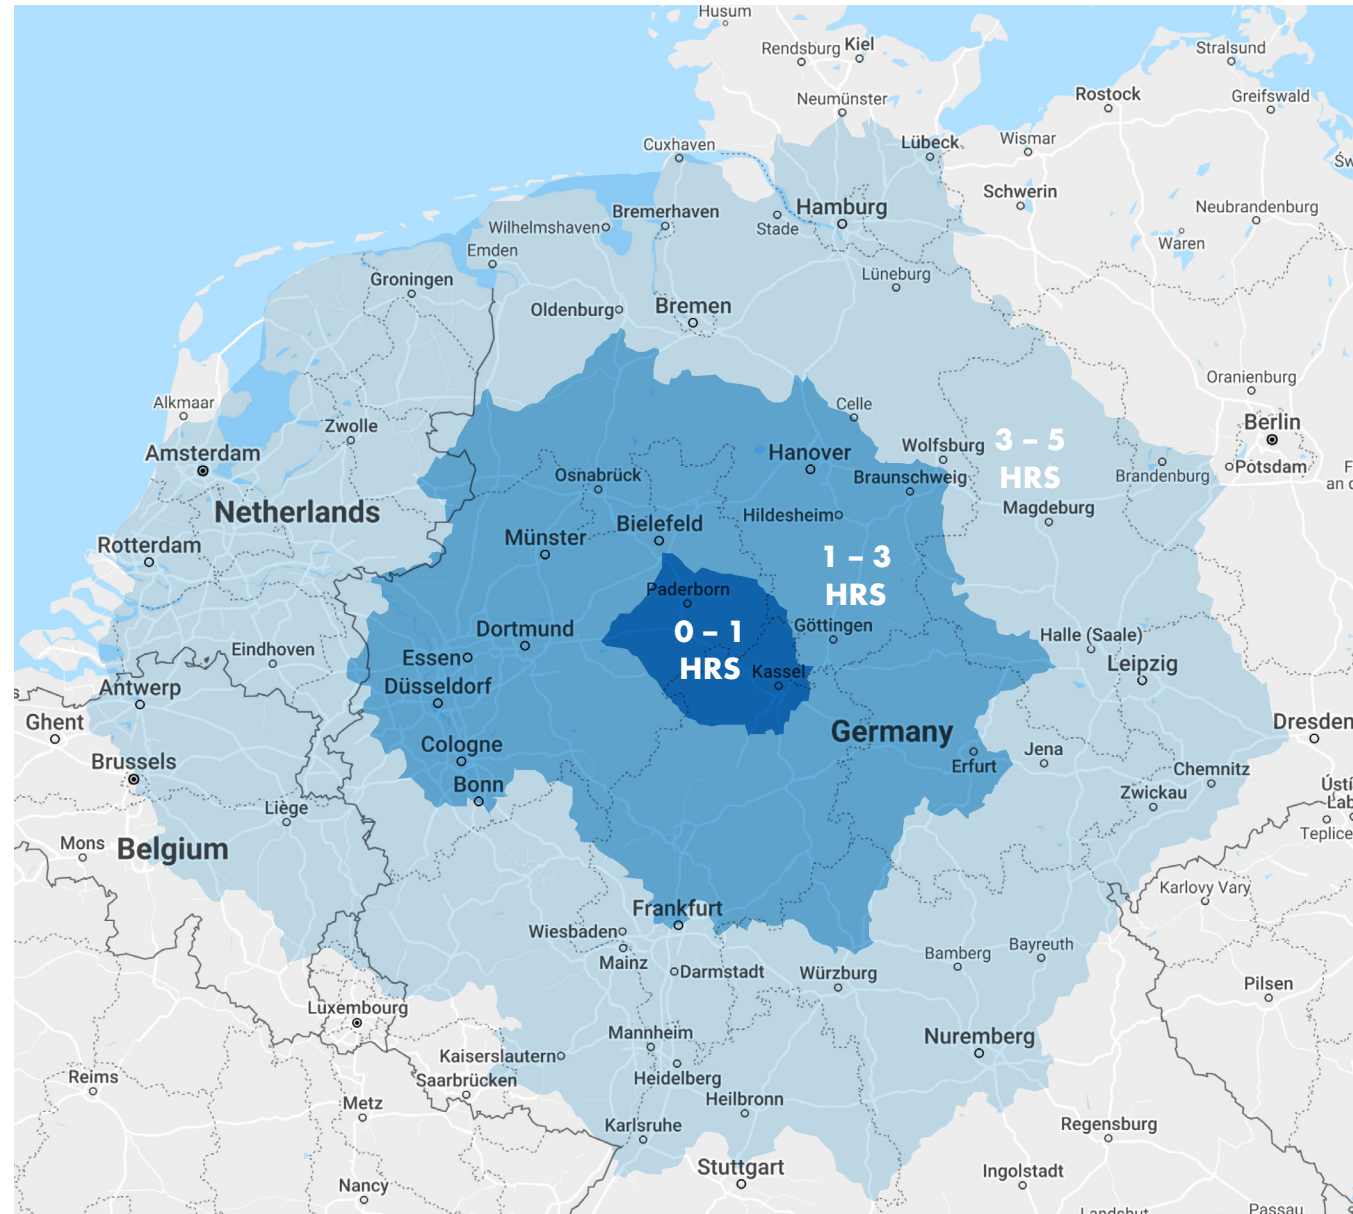 Husum
Rendsburg
Kiel
Stralsund
Neumünster
Rostock
Greifswald
Cuxhaven
Lübeck
Wismar
Schwerin
Bremerhaven
Hamburg
Neubrandenburg
Wilhelmshaven
Stade
Waren
Emden
Groningen
Lüneburg
Oldenburg
Bremen
Oranienburg
Alkmaar
Celle
Zwolle
Berlin
Amsterdam
Hanover
Wolfsburg
3 – 5
HRS
Potsdam
Osnabrück
Braunschweig
Brandenburg
Netherlands
Magdeburg
Hildesheim
Bielefeld
Münster
Rotterdam
1 – 3
HRS
Paderborn
Dortmund
0 – 1
HRS
Göttingen
Halle (Saale)
Eindhoven
Essen
Leipzig
Kassel
Antwerp
Düsseldorf
Ghent
Germany
Dresden
Cologne
Jena
Brussels
Erfurt
Chemnitz
Bonn
Zwickau
Liège
Mons
Belgium
Teplice
Karlovy Vary
Frankfurt
Wiesbaden
Mainz
Darmstadt
Würzburg
Bamberg
Bayreuth
Pilsen
Luxembourg
Mannheim
Nuremberg
Kaiserslautern
Saarbrücken
Reims
Heidelberg
Metz
Heilbronn
Karlsruhe
Regensburg
Stuttgart
Ingolstadt
Nancy
Landshut
Passau